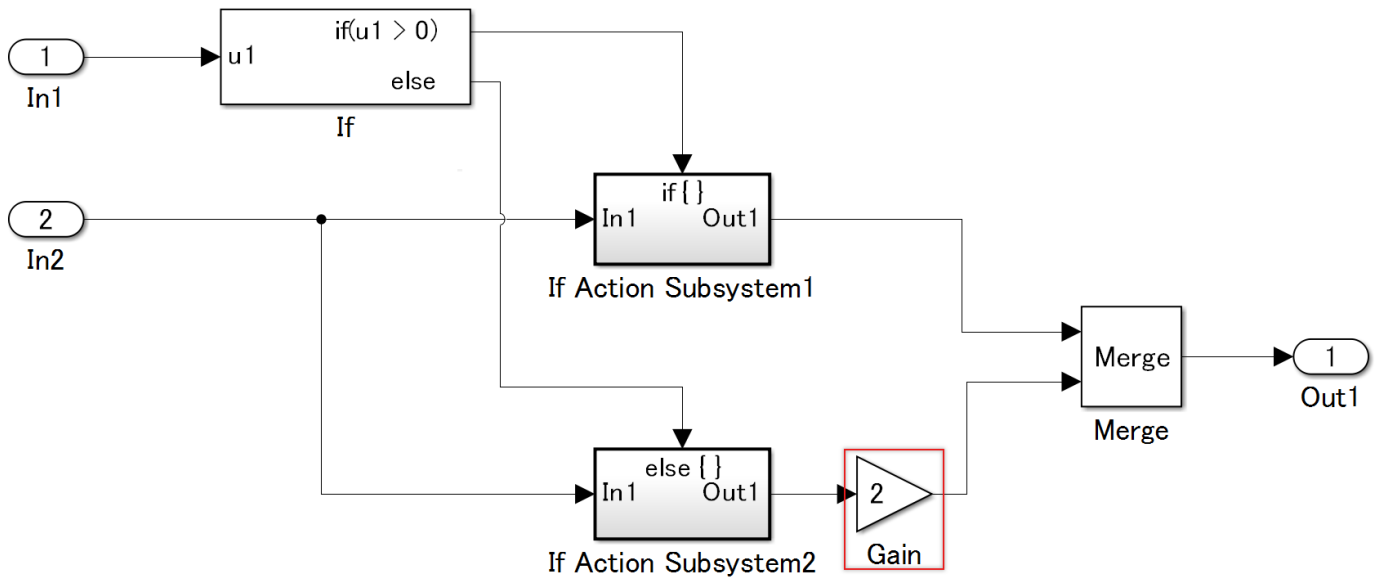 1
In1
u1
if(u1 > 0)
else
If
2
In2
if { }
In1
Out1
If Action Subsystem1
else { }
In1
Out1
If Action Subsystem2
2
Gain
Merge
Merge
1
Out1